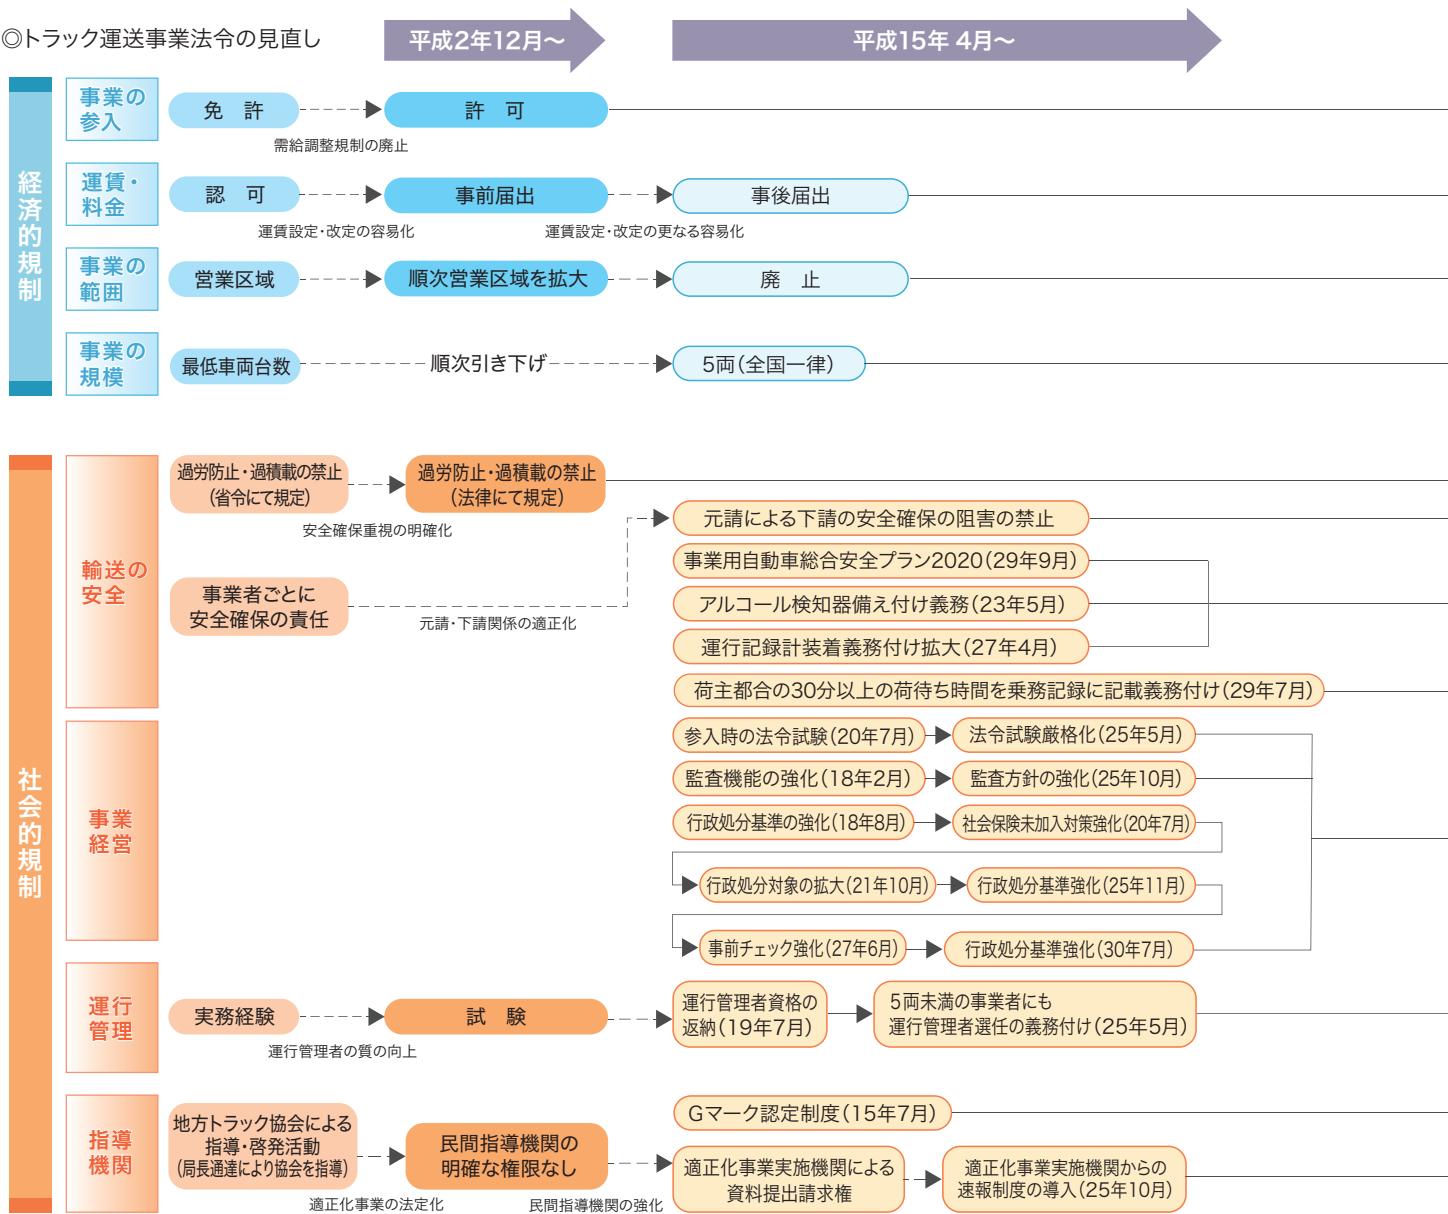 ◎トラック運送事業法令の見直し
平成2年12月〜
平成15年 4月〜
経済的規制
事業の
参入
免　許
許　可
需給調整規制の廃止
運賃・
料金
認　可
事前届出
事後届出
運賃設定・改定の容易化
運賃設定・改定の更なる容易化
事業の
範囲
営業区域
順次営業区域を拡大
廃　止
事業の
規模
最低車両台数
順次引き下げ
5両(全国一律)
社会的規制
輸送の
安全
過労防止・過積載の禁止
(省令にて規定)
過労防止・過積載の禁止
(法律にて規定)
安全確保重視の明確化
元請による下請の安全確保の阻害の禁止
事業用自動車総合安全プラン2020(29年9月)
事業者ごとに
安全確保の責任
元請・下請関係の適正化
アルコール検知器備え付け義務(23年5月)
運行記録計装着義務付け拡大(27年4月)
荷主都合の30分以上の荷待ち時間を乗務記録に記載義務付け(29年7月)
事業
経営
参入時の法令試験(20年7月)
法令試験厳格化(25年5月)
監査機能の強化(18年2月)
監査方針の強化(25年10月)
行政処分基準の強化(18年8月)
社会保険未加入対策強化(20年7月)
行政処分対象の拡大(21年10月)
行政処分基準強化(25年11月)
事前チェック強化(27年6月)
行政処分基準強化(30年7月)
運行
管理
実務経験
試　験
運行管理者の質の向上
運行管理者資格の
返納(19年7月)
5両未満の事業者にも
運行管理者選任の義務付け(25年5月)
指導
機関
地方トラック協会による
指導・啓発活動
(局長通達により協会を指導)
民間指導機関の
明確な権限なし
適正化事業の法定化
民間指導機関の強化
Gマーク認定制度(15年7月)
適正化事業実施機関による
資料提出請求権
適正化事業実施機関からの
速報制度の導入(25年10月)